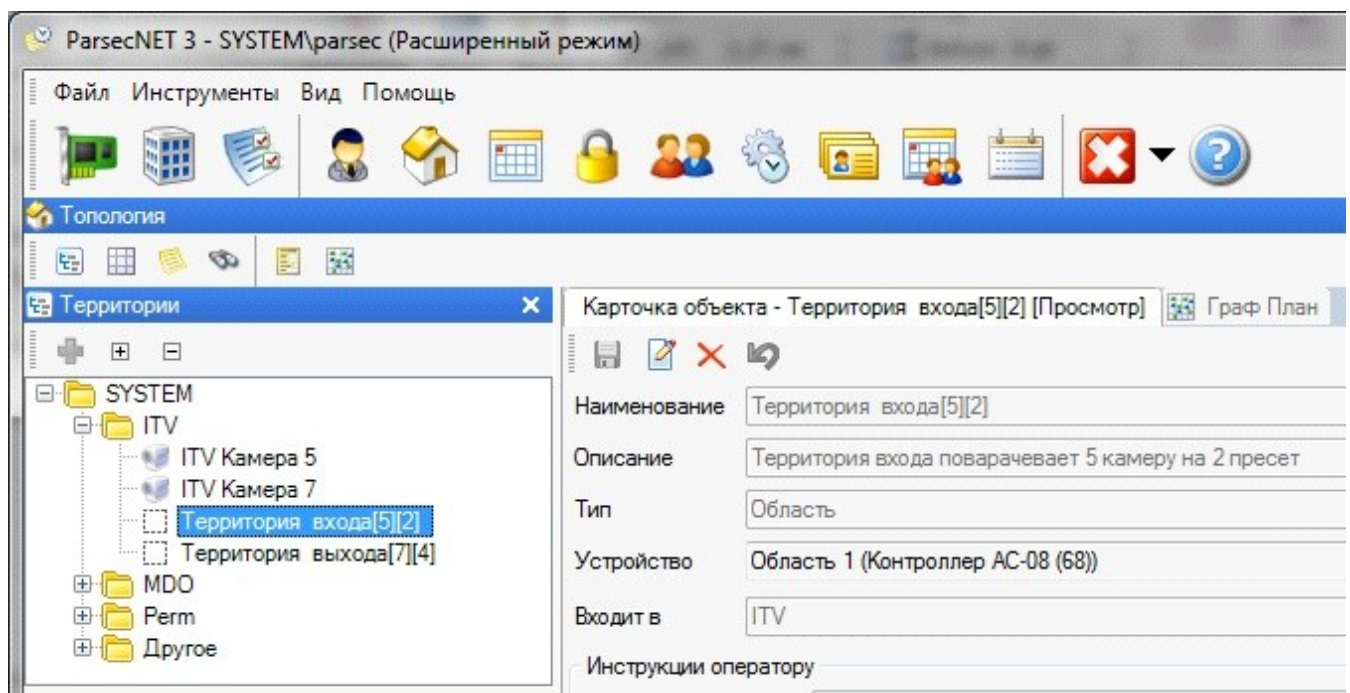 ParsecNET 3 - SYSTEM\parsec (Расширенный режим)
Файл Инструменты Вид Помощь
Топология
Территории
Карточка объекта - Территория входа[5][2] [Просмотр] Граф План
SYSTEM
ITV
ITV Камера 5
ITV Камера 7
Территория входа[5][2]
Территория выхода[7][4]
MDO
Perm
Другое
Наименование Территория входа[5][2]
Описание Территория входа поварачевает 5 камеру на 2 пресет
Тип Область
Устройство Область 1 (Контроллер AC-08 (68))
Входит в ITV
Инструкции оператору